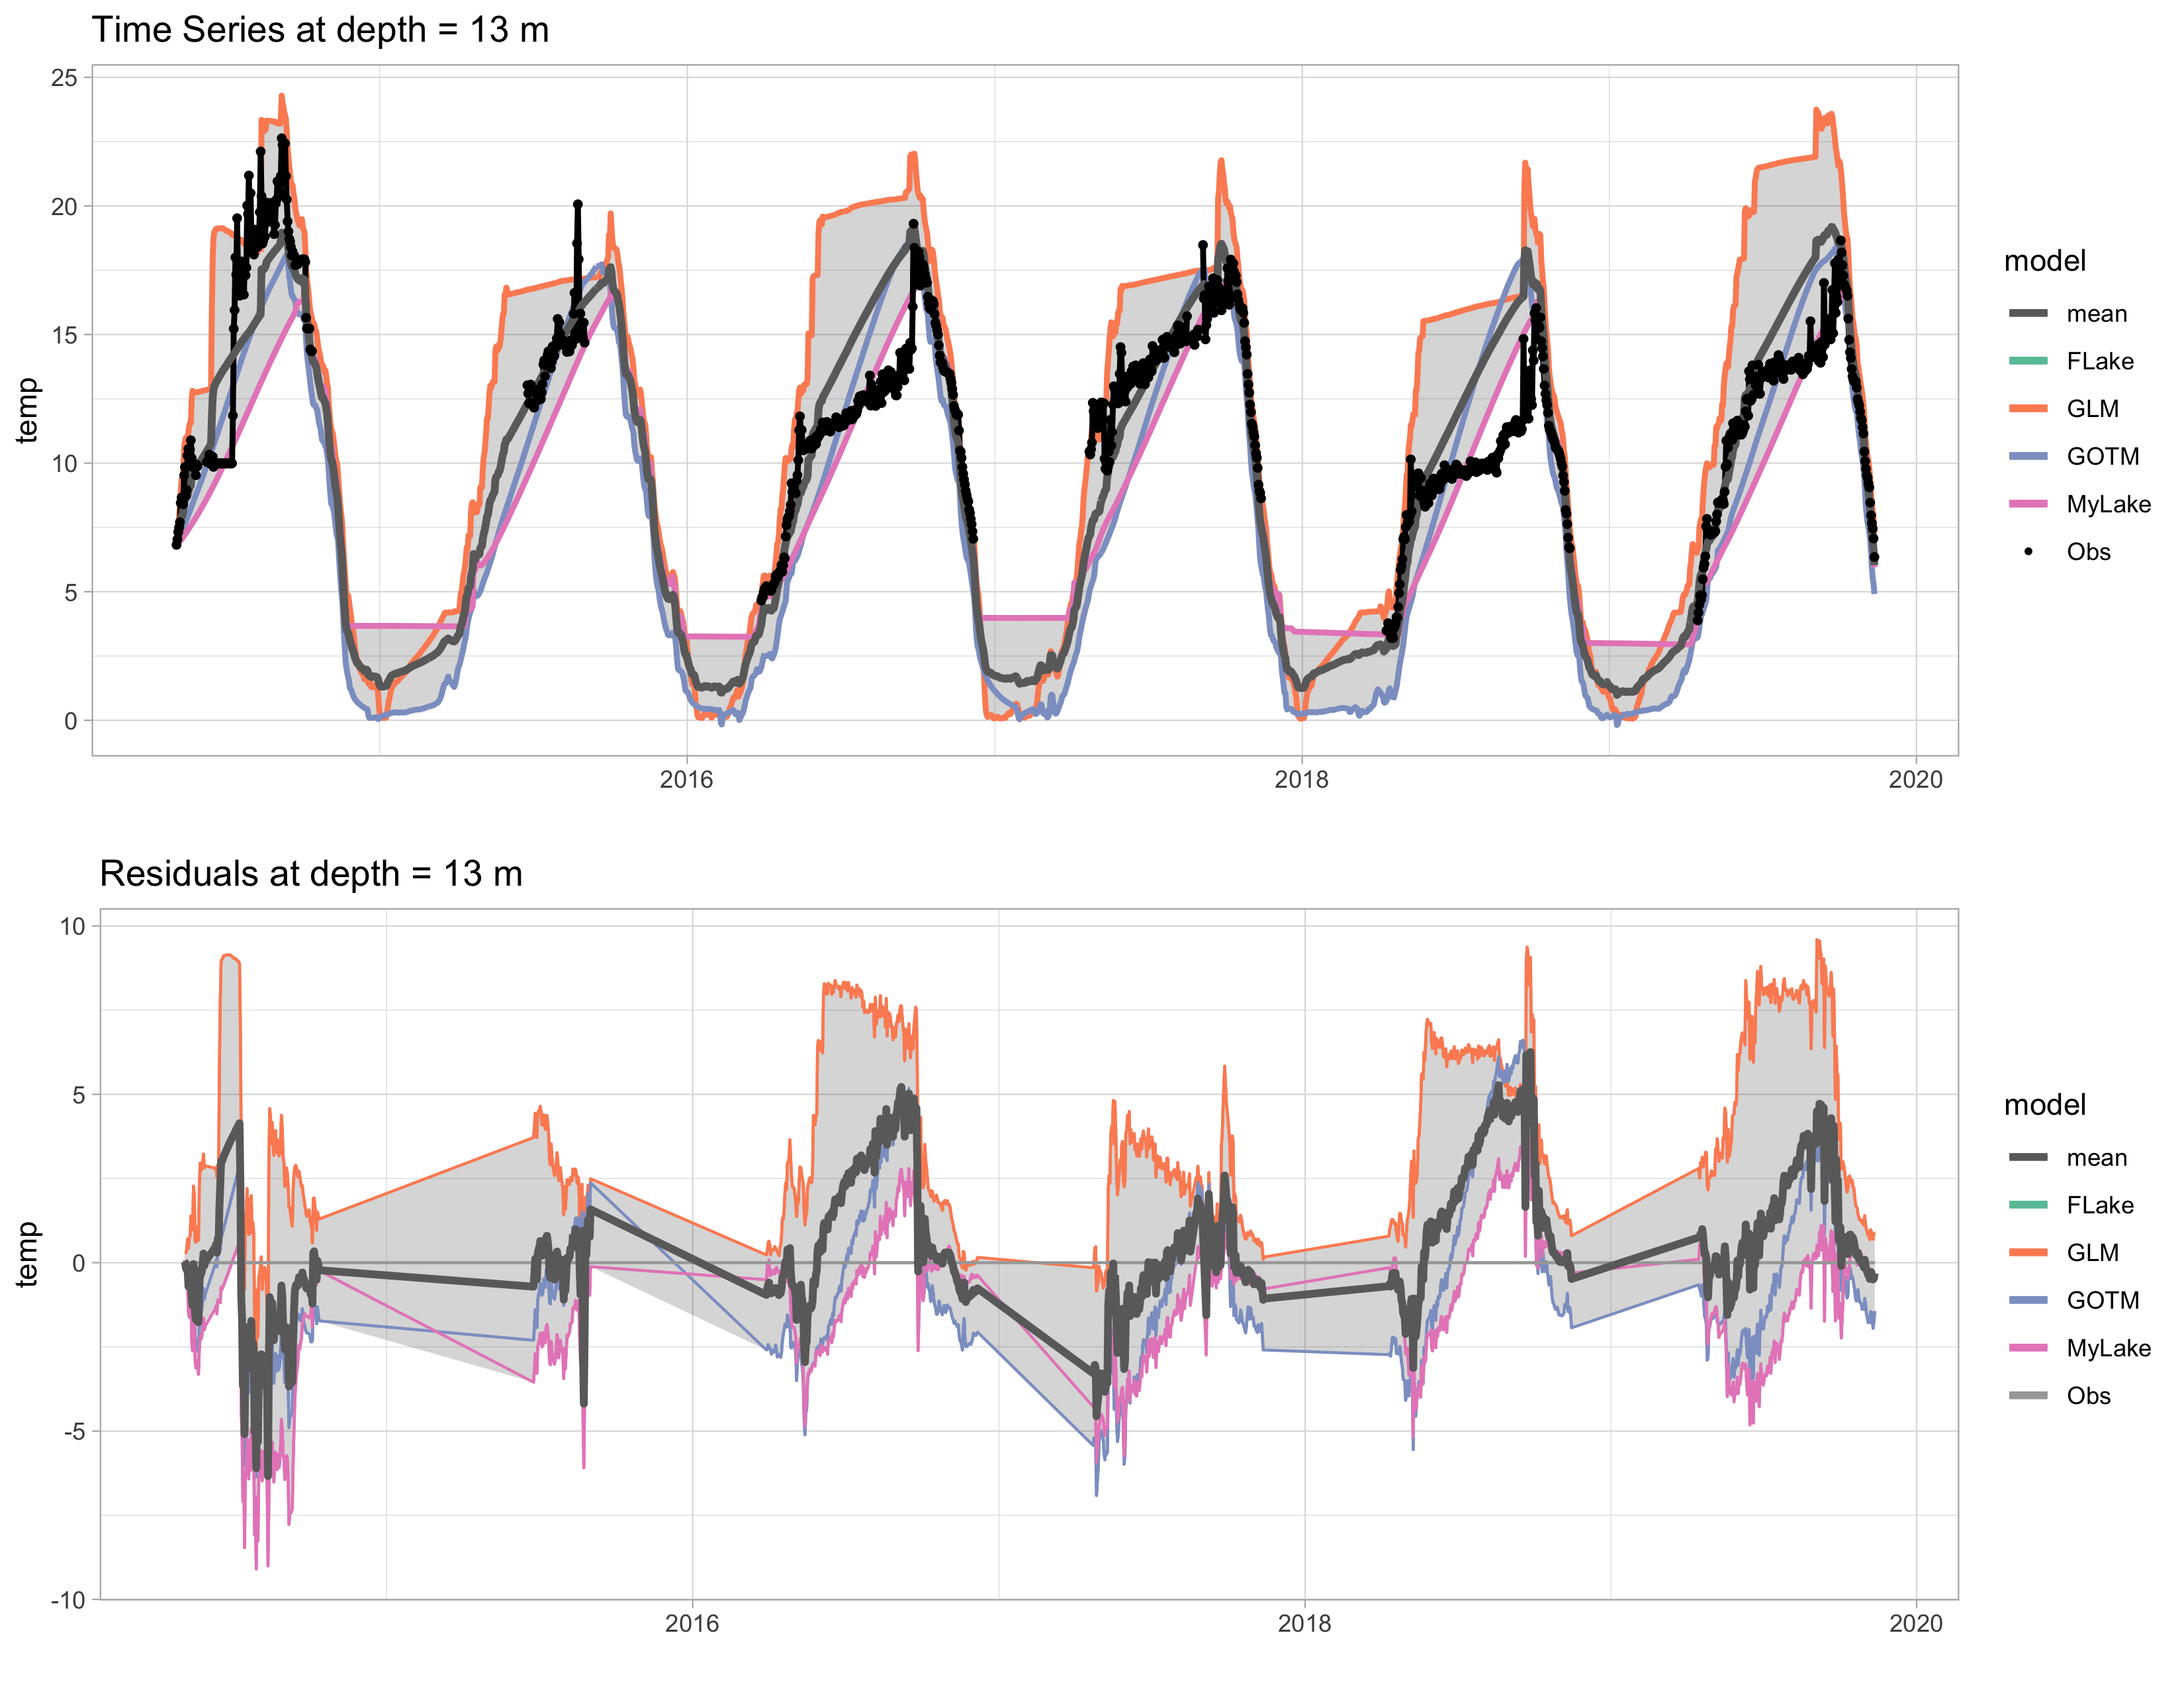 Time Series at depth = 13 m
25
20
15
10
5
0
temp
2016
2018
2020
model
mean
FLake
GLM
GOTM
MyLake
Obs
Residuals at depth = 13 m
10
5
0
-5
-10
temp
2016
2018
2020
model
mean
FLake
GLM
GOTM
MyLake
Obs